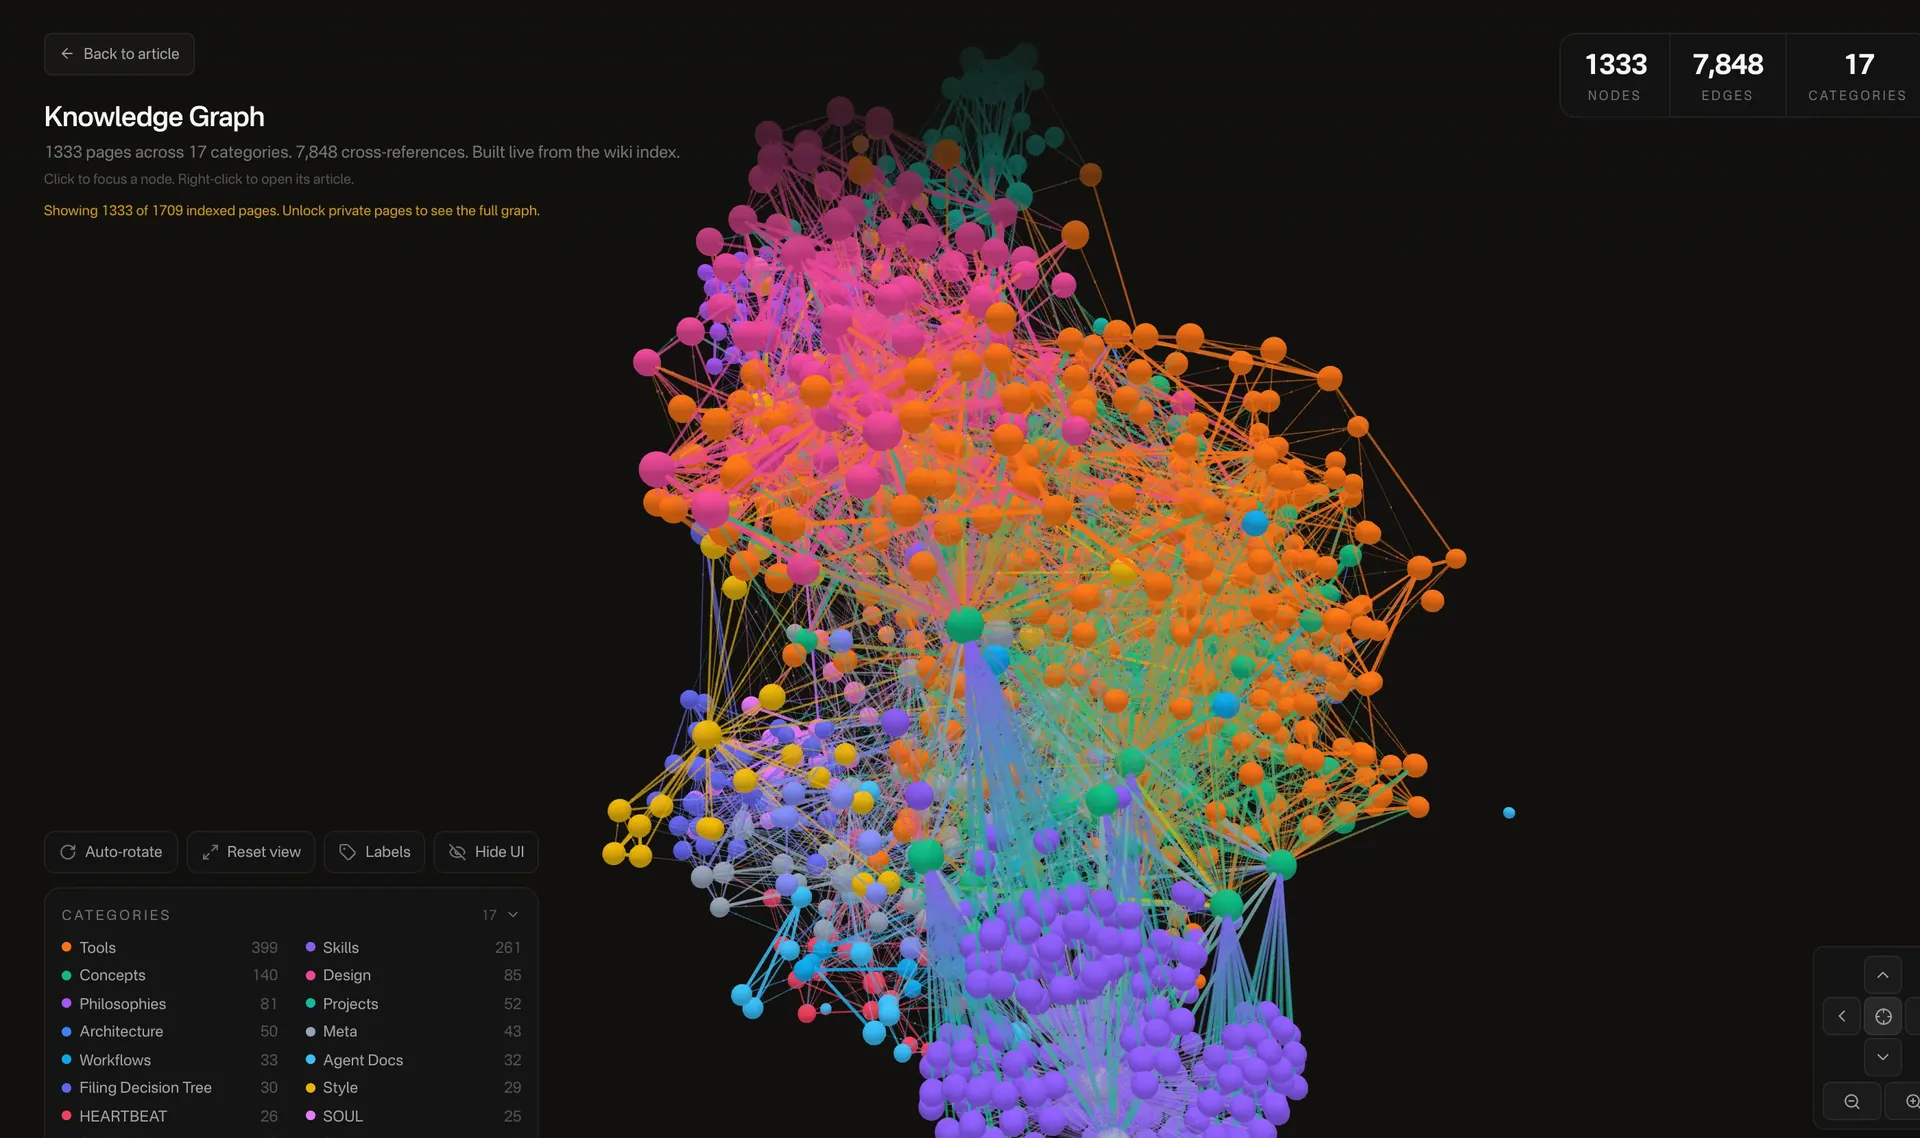 Back to article
1333
NODES
7,848
EDGES
17
CATEGORIES
Knowledge Graph
1333 pages across 17 categories. 7,848 cross-references. Built live from the wiki index.
Click to focus a node. Right-click to open its article.
Showing 1333 of 1709 indexed pages. Unlock private pages to see the full graph.
Auto-rotate
Reset view
Labels
Hide UI
CATEGORIES 17
Tools 399
Skills 261
Concepts 140
Design 85
Philosophies 81
Projects 52
Architecture 50
Meta 43
Workflows 33
Agent Docs 32
Filing Decision Tree 30
Style 29
HEARTBEAT 26
SOUL 25